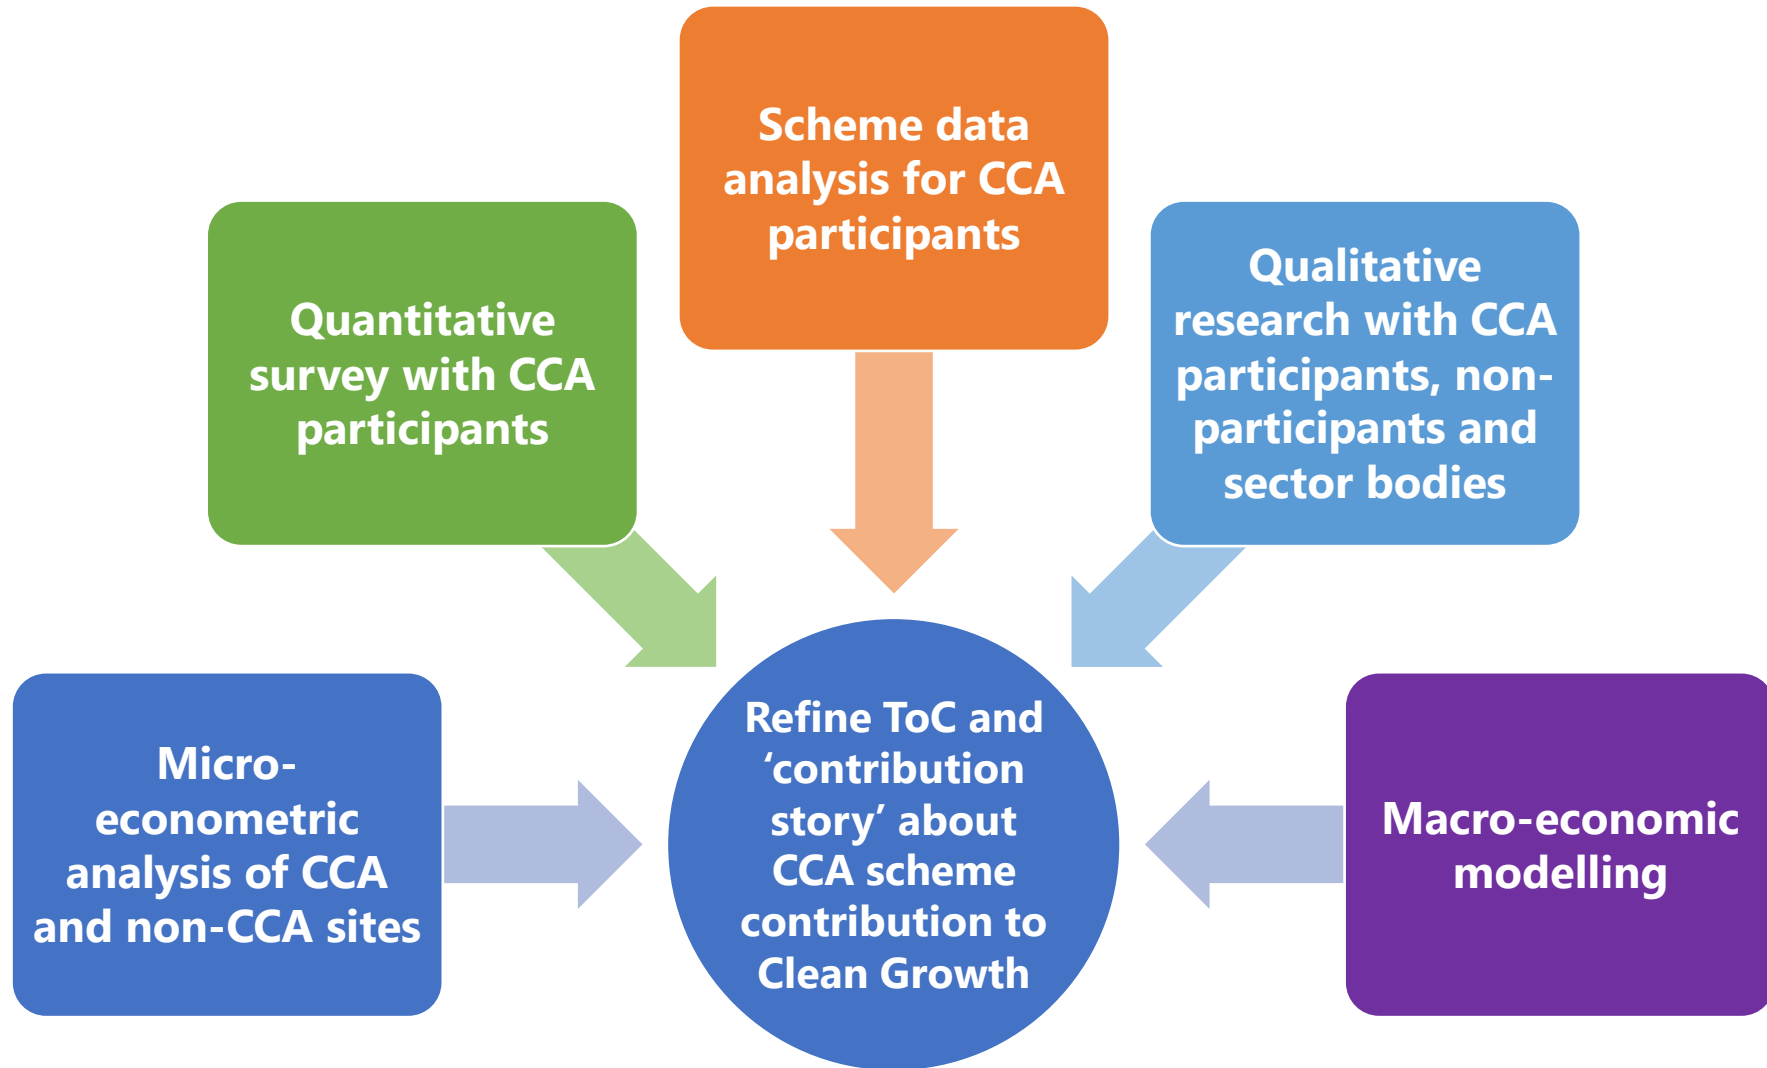 Scheme data
analysis for CCA
participants
Quantitative
survey with CCA
participants
Qualitative
research with CCA
participants, non-
participants and
sector bodies
Micro-
econometric
analysis of CCA
and non-CCA sites
Refine ToC and
‘contribution
story’ about
CCA scheme
contribution to
Clean Growth
Macro-economic
modelling